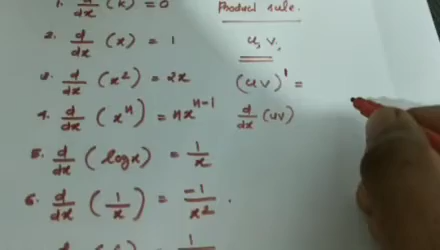 1. d/dx (k) = 0
2. d/dx (x) = 1
3. d/dx (x²) = 2x
4. d/dx (xⁿ) = nxⁿ⁻¹
5. d/dx (logx) = 1/x
6. d/dx (1/x) = -1/x².
Product rule.
u, v,
(uv)' =
d/dx (uv)